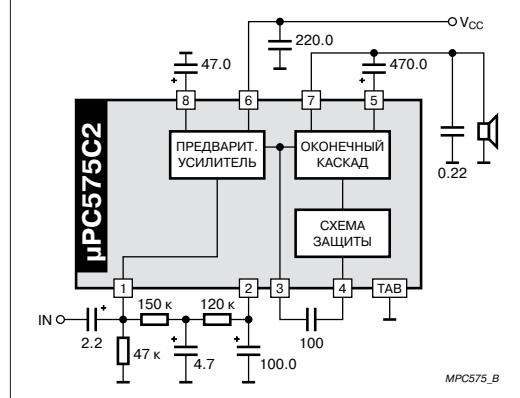 V_CC
220.0
47.0
470.0
8
6
7
5
µPC575C2
ПРЕДВАРИТ.
УСИЛИТЕЛЬ
ОКОНЕЧНЫЙ
КАСКАД
0.22
СХЕМА
ЗАЩИТЫ
1
2
3
4
TAB
IN
2.2
150 к
120 к
47 к
4.7
100.0
100
MPC575_B